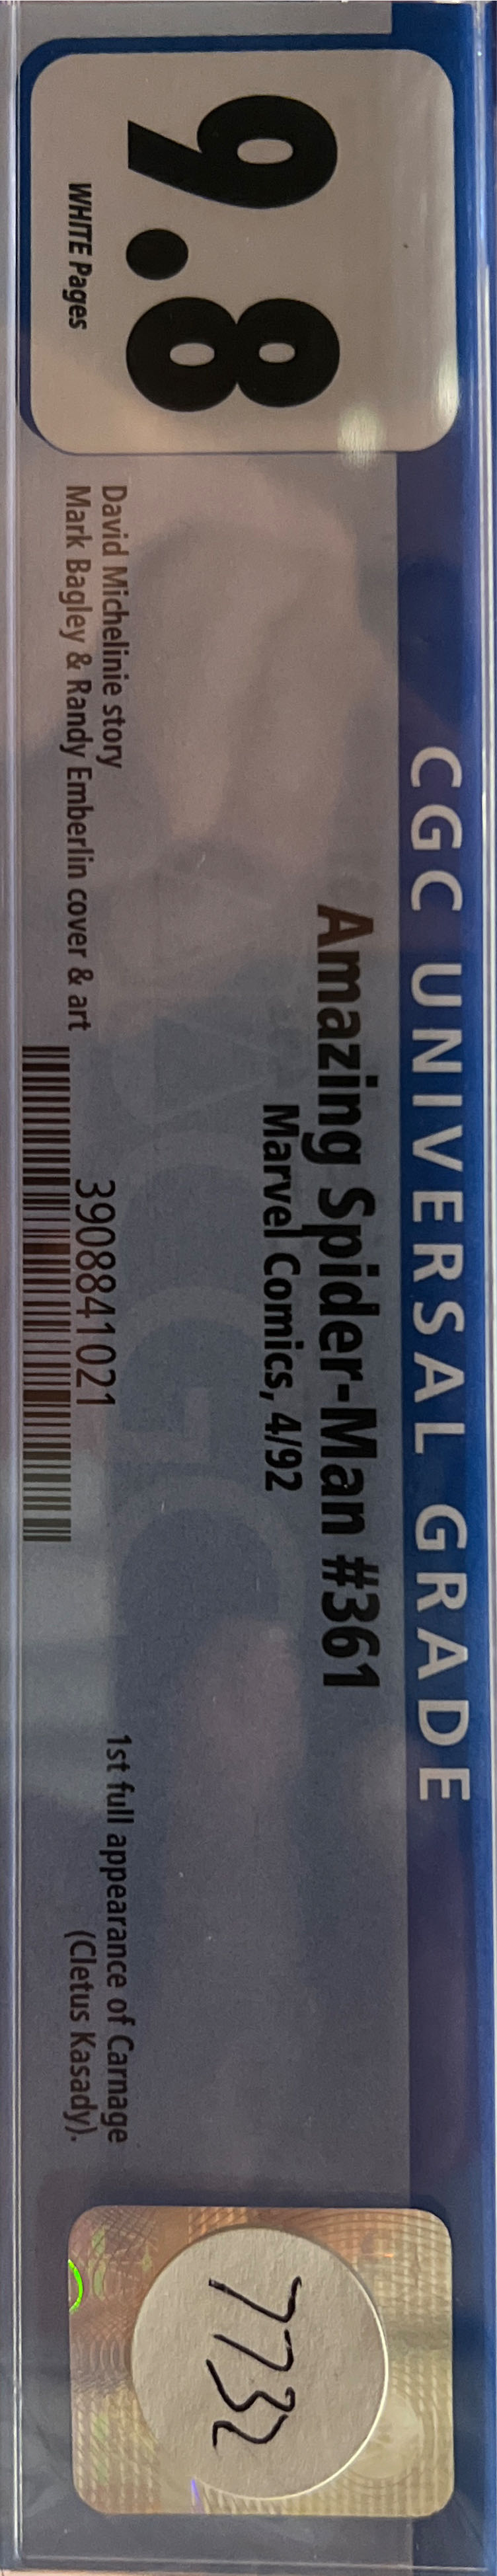 CGC UNIVERSAL GRADE
9.8
WHITE Pages
Amazing Spider-Man #361
Marvel Comics, 4/92
David Michelinie story
Mark Bagley & Randy Emberlin cover & art
3908841021
1st full appearance of Carnage
(Cletus Kasady).
7732